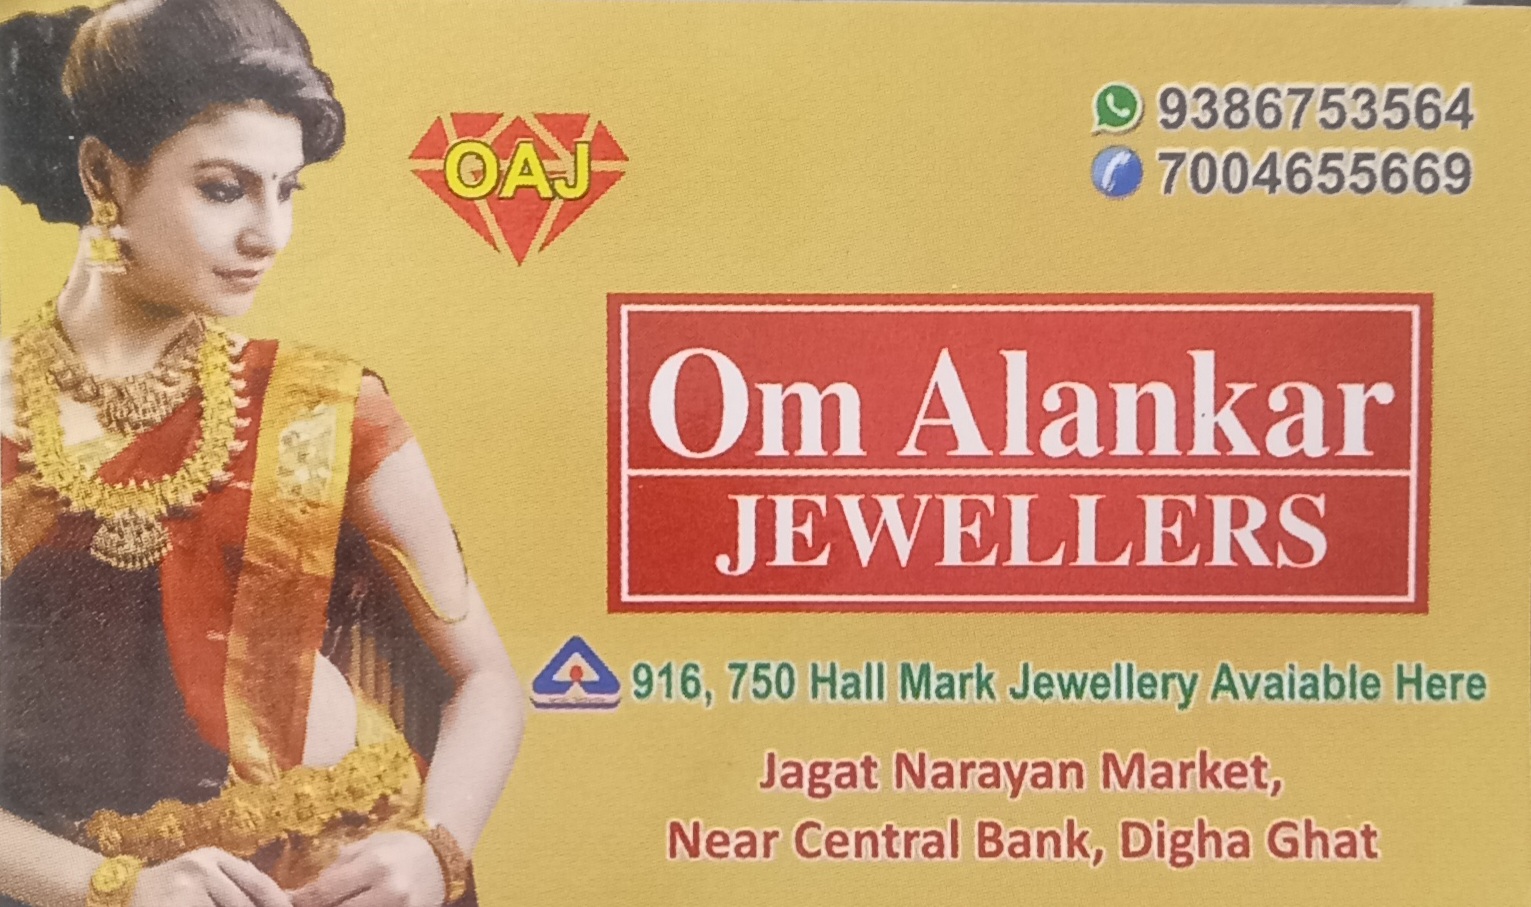 OAJ
9386753564
7004655669
Om Alankar
JEWELLERS
916, 750 Hall Mark Jewellery Avaiable Here
Jagat Narayan Market,
Near Central Bank, Digha Ghat